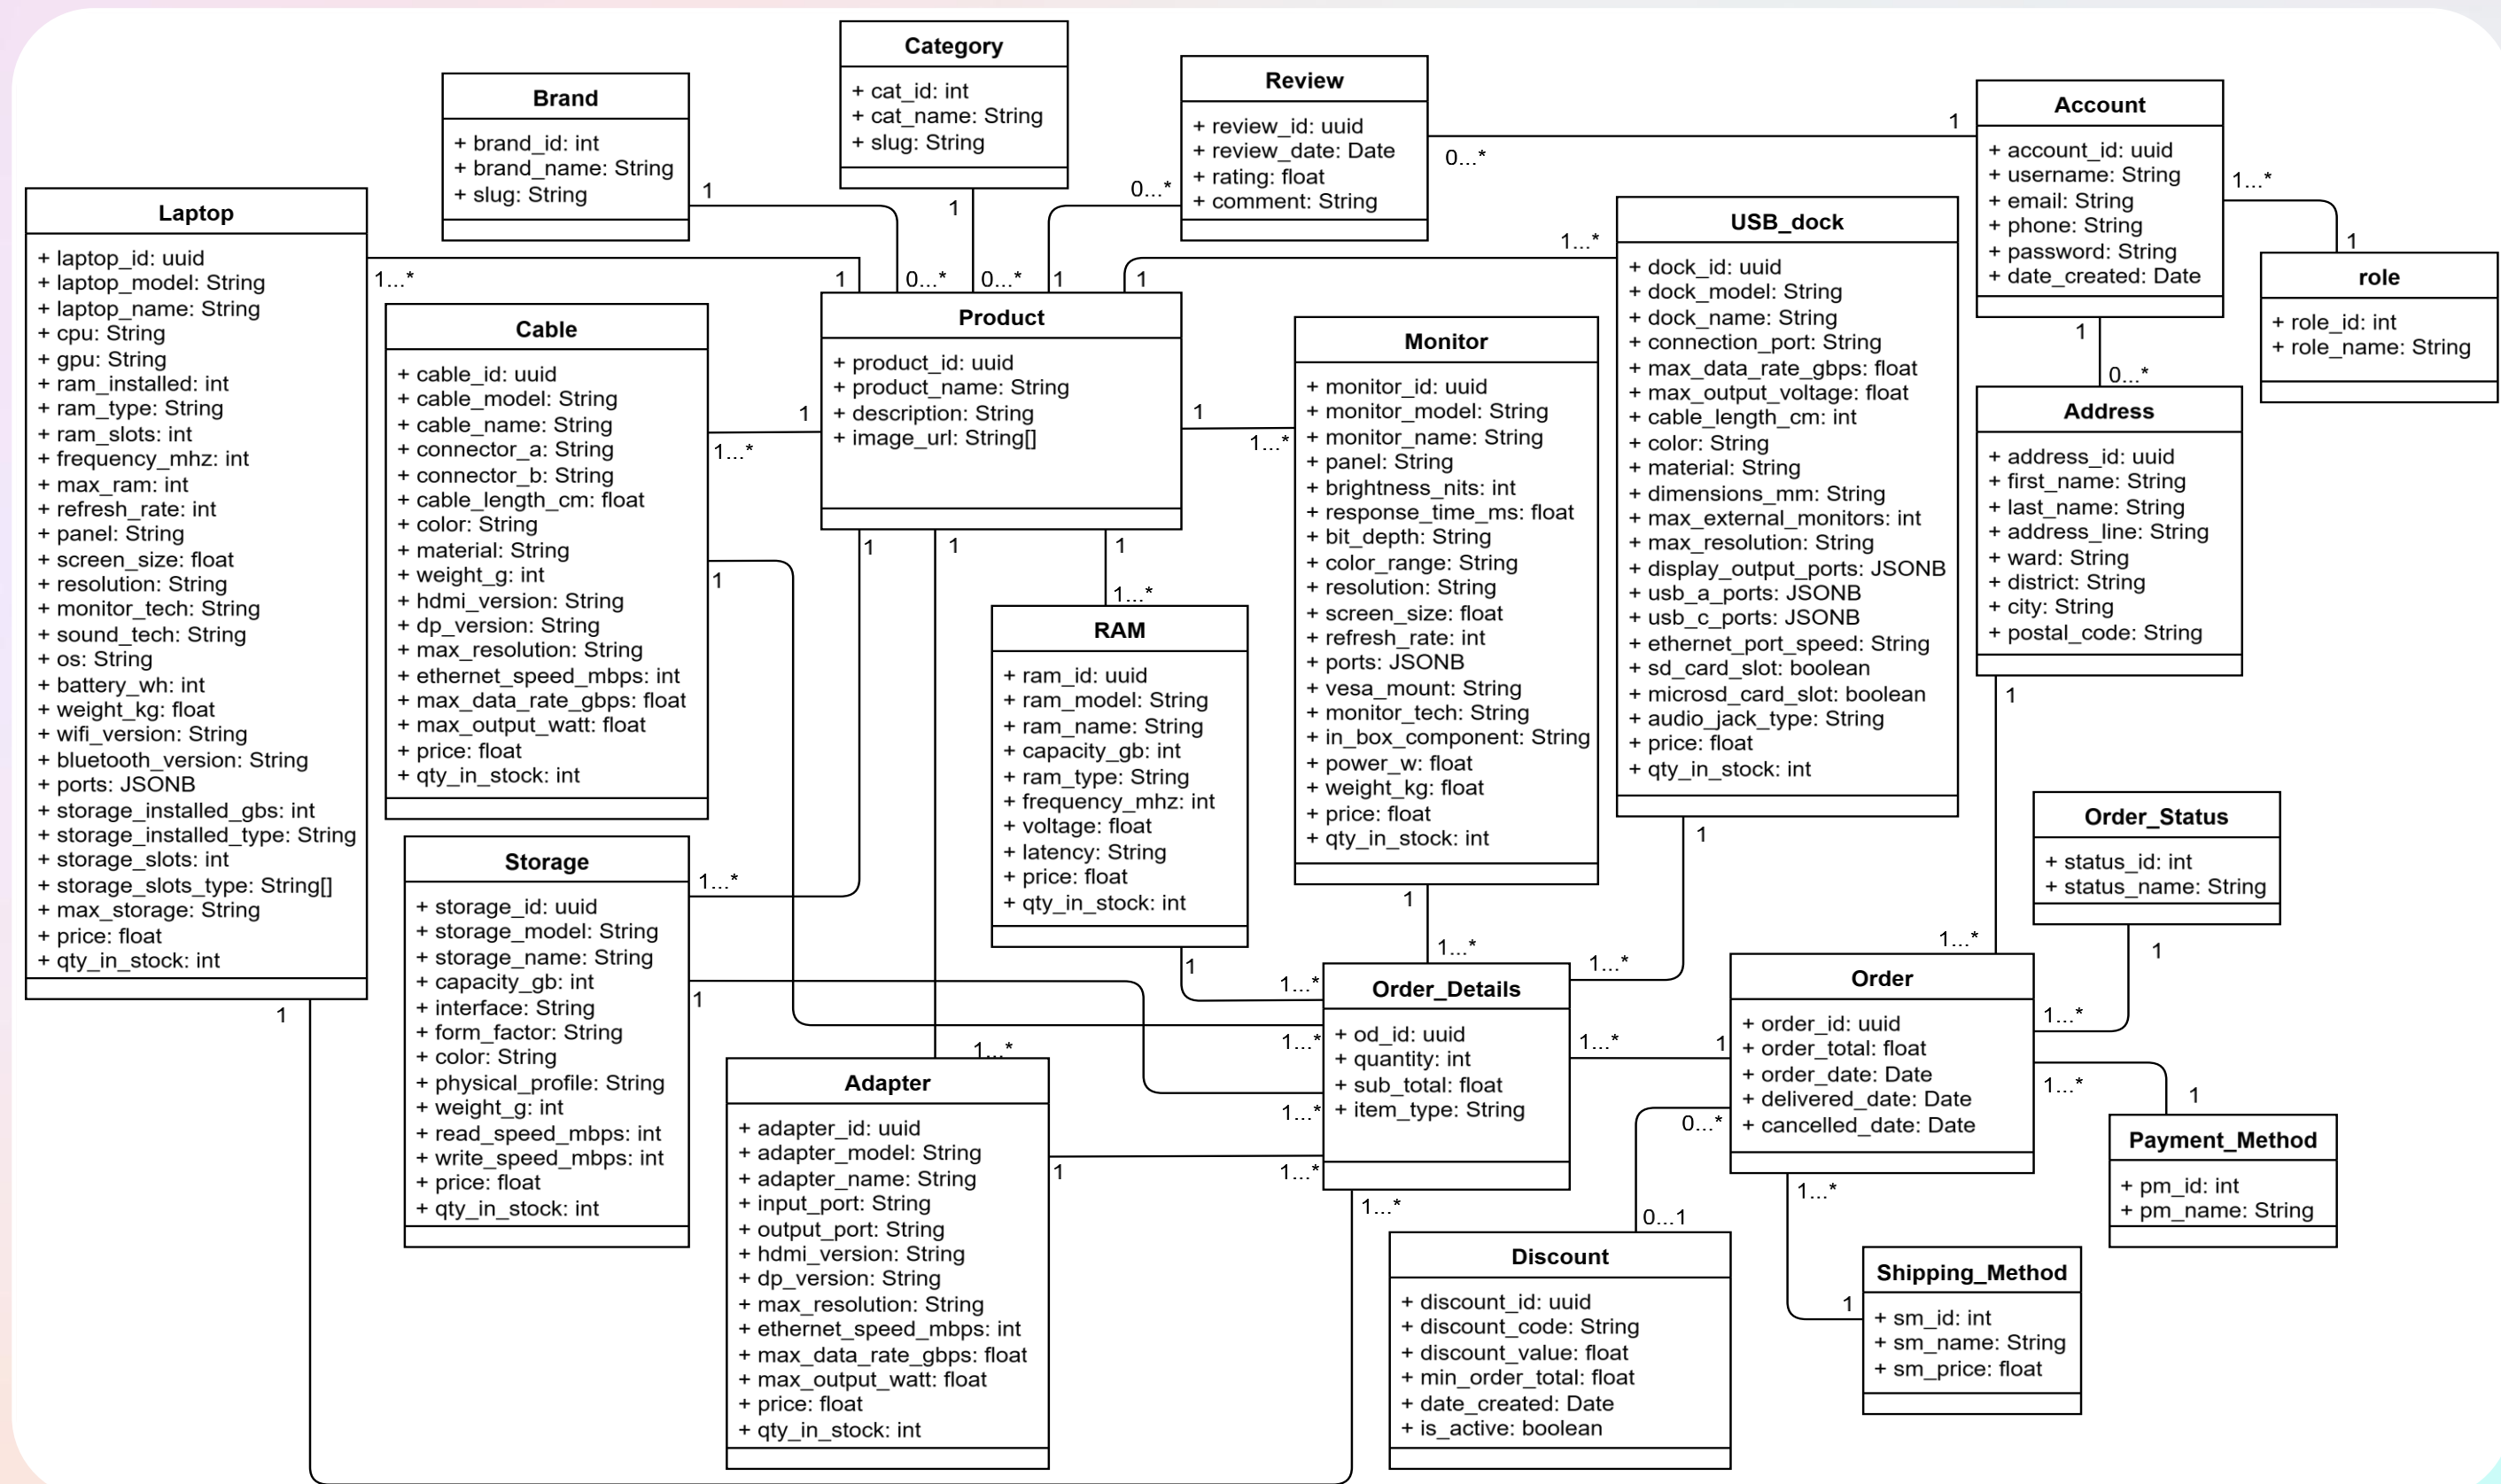 Category
+ cat_id: int
+ cat_name: String
+ slug: String
1
0...*
Brand
+ brand_id: int
+ brand_name: String
+ slug: String
1
0...*
Review
+ review_id: uuid
+ review_date: Date
+ rating: float
+ comment: String
0...*
1
0...*
1
Account
+ account_id: uuid
+ username: String
+ email: String
+ phone: String
+ password: String
+ date_created: Date
1...*
1
1
0...*
role
+ role_id: int
+ role_name: String
Laptop
+ laptop_id: uuid
+ laptop_model: String
+ laptop_name: String
+ cpu: String
+ gpu: String
+ ram_installed: int
+ ram_type: String
+ ram_slots: int
+ frequency_mhz: int
+ max_ram: int
+ refresh_rate: int
+ panel: String
+ screen_size: float
+ resolution: String
+ monitor_tech: String
+ sound_tech: String
+ os: String
+ battery_wh: int
+ weight_kg: float
+ wifi_version: String
+ bluetooth_version: String
+ ports: JSONB
+ storage_installed_gbs: int
+ storage_installed_type: String
+ storage_slots: int
+ storage_slots_type: String[]
+ max_storage: String
+ price: float
+ qty_in_stock: int
1...*
1
1
1...*
Cable
+ cable_id: uuid
+ cable_model: String
+ cable_name: String
+ connector_a: String
+ connector_b: String
+ cable_length_cm: float
+ color: String
+ material: String
+ weight_g: int
+ hdmi_version: String
+ dp_version: String
+ max_resolution: String
+ ethernet_speed_mbps: int
+ max_data_rate_gbps: float
+ max_output_watt: float
+ price: float
+ qty_in_stock: int
1
1...*
1
1...*
Product
+ product_id: uuid
+ product_name: String
+ description: String
+ image_url: String[]
1
1...*
1
1...*
1
1...*
1
1...*
1
1...*
Monitor
+ monitor_id: uuid
+ monitor_model: String
+ monitor_name: String
+ panel: String
+ brightness_nits: int
+ response_time_ms: float
+ bit_depth: String
+ color_range: String
+ resolution: String
+ screen_size: float
+ refresh_rate: int
+ ports: JSONB
+ vesa_mount: String
+ monitor_tech: String
+ in_box_component: String
+ power_w: float
+ weight_kg: float
+ price: float
+ qty_in_stock: int
1
1...*
USB_dock
+ dock_id: uuid
+ dock_model: String
+ dock_name: String
+ connection_port: String
+ max_data_rate_gbps: float
+ max_output_voltage: float
+ cable_length_cm: int
+ color: String
+ material: String
+ dimensions_mm: String
+ max_external_monitors: int
+ max_resolution: String
+ display_output_ports: JSONB
+ usb_a_ports: JSONB
+ usb_c_ports: JSONB
+ ethernet_port_speed: String
+ sd_card_slot: boolean
+ microsd_card_slot: boolean
+ audio_jack_type: String
+ price: float
+ qty_in_stock: int
1
1...*
Address
+ address_id: uuid
+ first_name: String
+ last_name: String
+ address_line: String
+ ward: String
+ district: String
+ city: String
+ postal_code: String
1
1...*
RAM
+ ram_id: uuid
+ ram_model: String
+ ram_name: String
+ capacity_gb: int
+ ram_type: String
+ frequency_mhz: int
+ voltage: float
+ latency: String
+ price: float
+ qty_in_stock: int
1
1...*
Storage
+ storage_id: uuid
+ storage_model: String
+ storage_name: String
+ capacity_gb: int
+ interface: String
+ form_factor: String
+ color: String
+ physical_profile: String
+ weight_g: int
+ read_speed_mbps: int
+ write_speed_mbps: int
+ price: float
+ qty_in_stock: int
1
1...*
Adapter
+ adapter_id: uuid
+ adapter_model: String
+ adapter_name: String
+ input_port: String
+ output_port: String
+ hdmi_version: String
+ dp_version: String
+ max_resolution: String
+ ethernet_speed_mbps: int
+ max_data_rate_gbps: float
+ max_output_watt: float
+ price: float
+ qty_in_stock: int
1
1...*
Order_Details
+ od_id: uuid
+ quantity: int
+ sub_total: float
+ item_type: String
1...*
1
Order
+ order_id: uuid
+ order_total: float
+ order_date: Date
+ delivered_date: Date
+ cancelled_date: Date
1...*
1
1...*
1
1...*
1
0...*
0...1
Order_Status
+ status_id: int
+ status_name: String
Payment_Method
+ pm_id: int
+ pm_name: String
Shipping_Method
+ sm_id: int
+ sm_name: String
+ sm_price: float
Discount
+ discount_id: uuid
+ discount_code: String
+ discount_value: float
+ min_order_total: float
+ date_created: Date
+ is_active: boolean